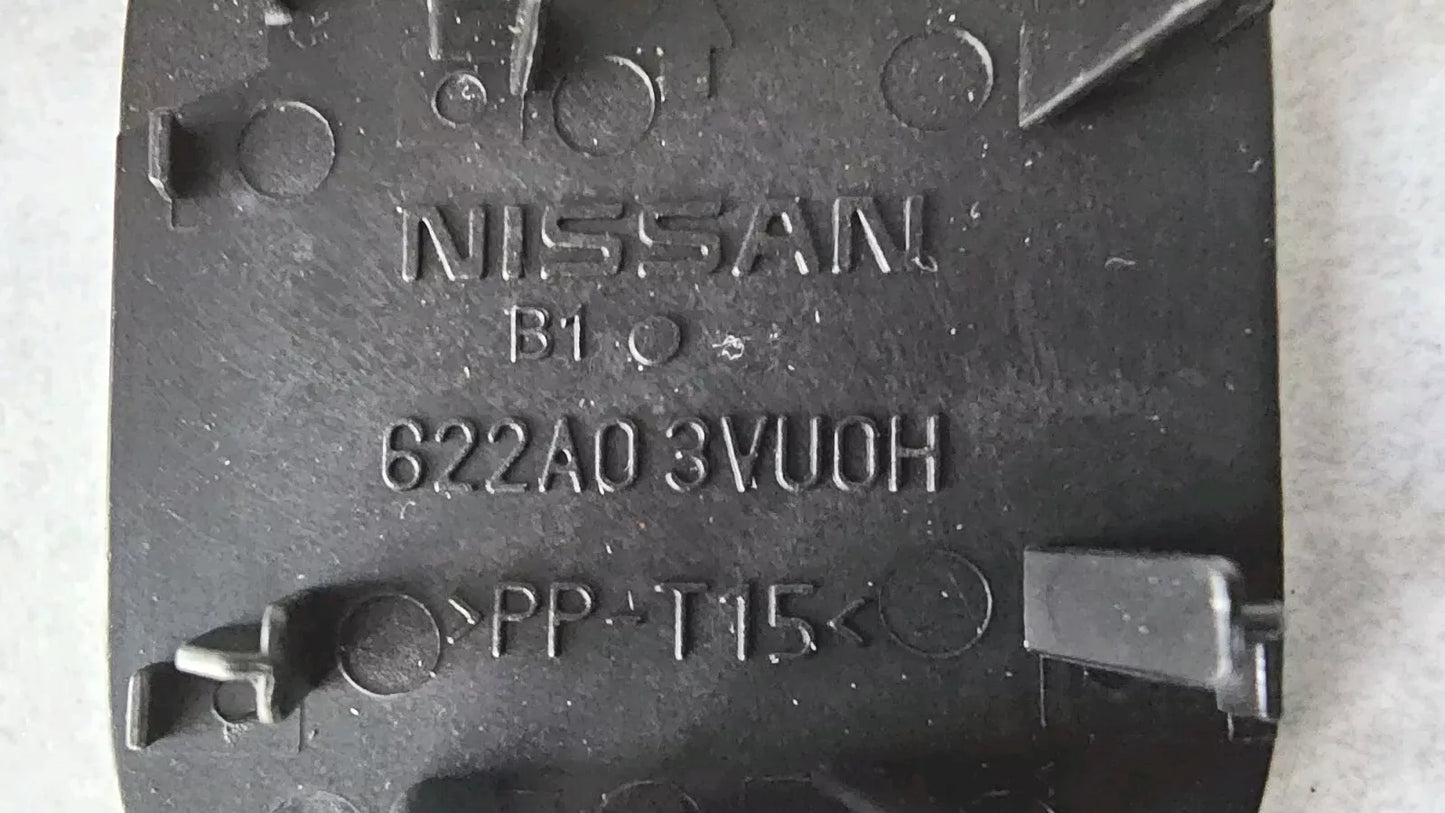 NISSAN
B1
622A0 3VU0H
>PP+T15<